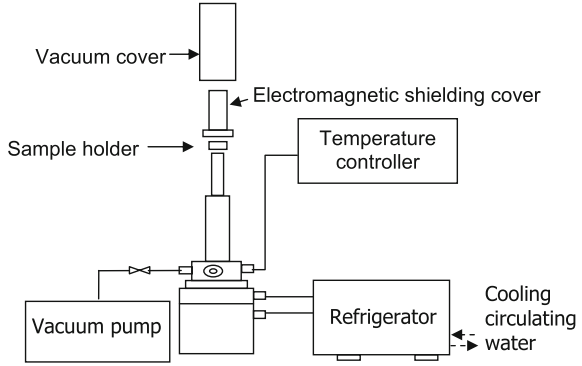 Vacuum cover
Electromagnetic shielding cover
Sample holder
Temperature
controller
Vacuum pump
Refrigerator
Cooling
circulating
water